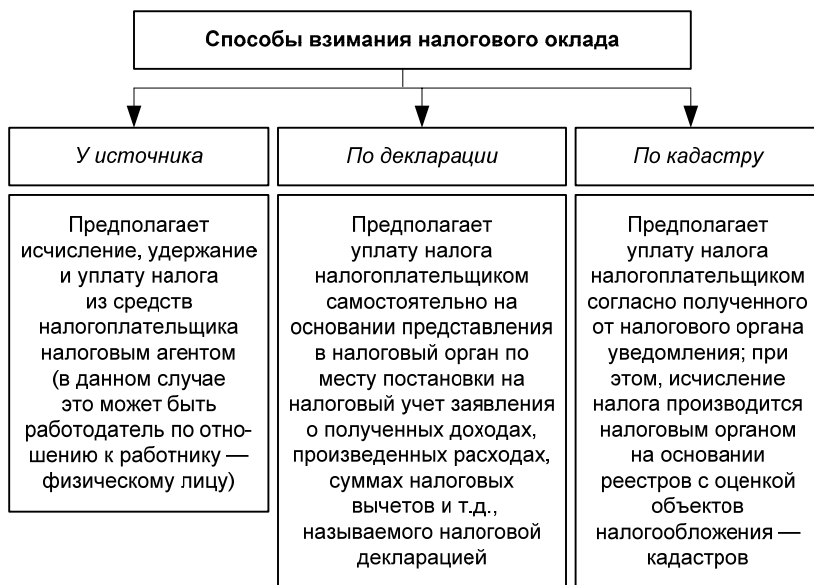 Способы взимания налогового оклада
У источника
По декларации
По кадастру
Предполагает
исчисление, удержание
и уплату налога
из средств
налогоплательщика
налоговым агентом
(в данном случае
это может быть
работодатель по отно-
шению к работнику —
физическому лицу)
Предполагает
уплату налога
налогоплательщиком
самостоятельно на
основании представления
в налоговый орган по
месту постановки на
налоговый учет заявления
о полученных доходах,
произведенных расходах,
суммах налоговых
вычетов и т.д.,
называемого налоговой
декларацией
Предполагает
уплату налога
налогоплательщиком
согласно полученного
от налогового органа
уведомления; при
этом, исчисление
налога производится
налоговым органом
на основании
реестров с оценкой
объектов
налогообложения —
кадастров